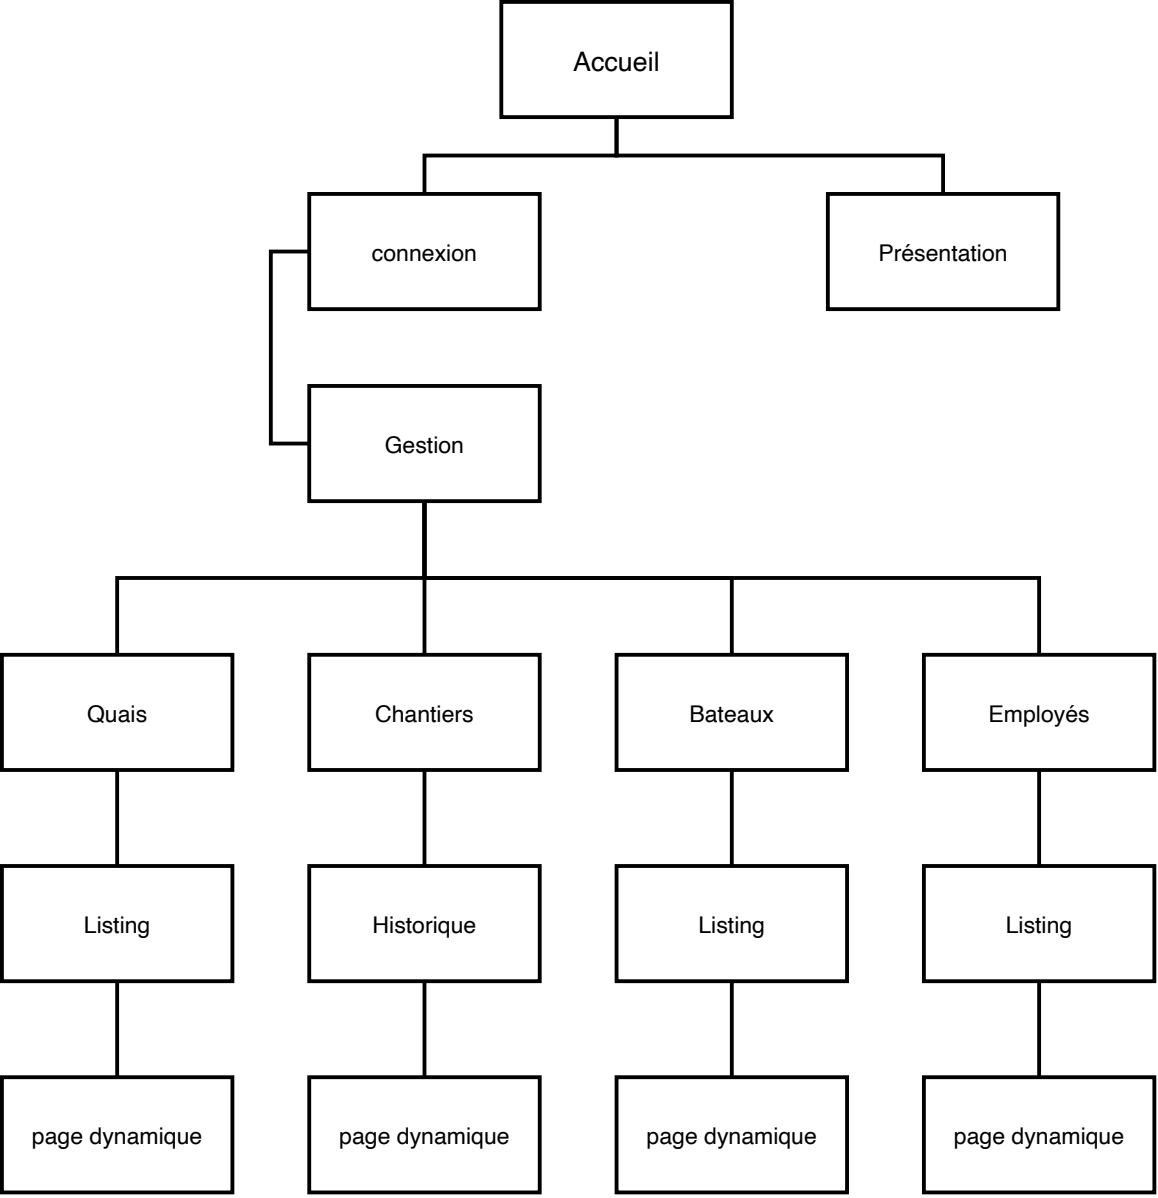 Accueil
connexion
Présentation
Gestion
Quais
Chantiers
Bateaux
Employés
Listing
Historique
Listing
Listing
page dynamique
page dynamique
page dynamique
page dynamique